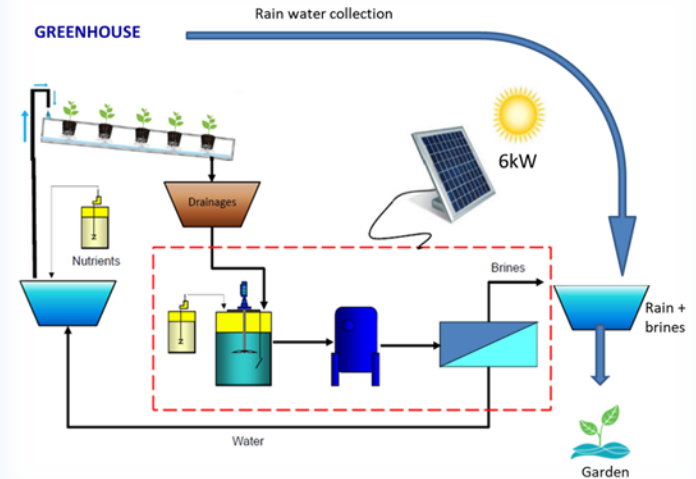 Rain water collection
GREENHOUSE
6kW
Drainages
Nutrients
Brines
Rain +
brines
Water
Garden